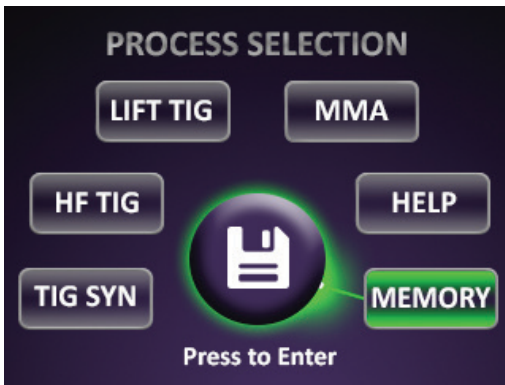 PROCESS SELECTION
LIFT TIG
MMA
HF TIG
HELP
TIG SYN
MEMORY
Press to Enter